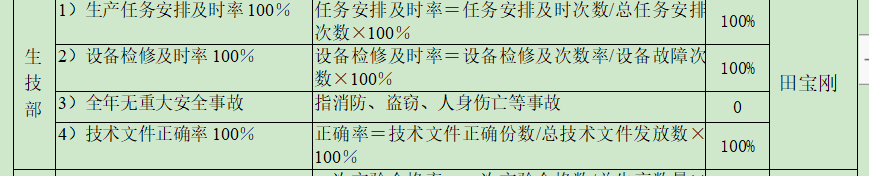 1）生产任务安排及时率100%
任务安排及时率＝任务安排及时次数/总任务安排
次数×100%
100%
生
技
部
2）设备检修及时率100%
设备检修及时率＝设备检修及次数率/设备故障次
数×100%
100%
田宝刚
3）全年无重大安全事故
指消防、盗窃、人身伤亡等事故
0
4）技术文件正确率100%
正确率＝技术文件正确份数/总技术文件发放数×
100%
100%